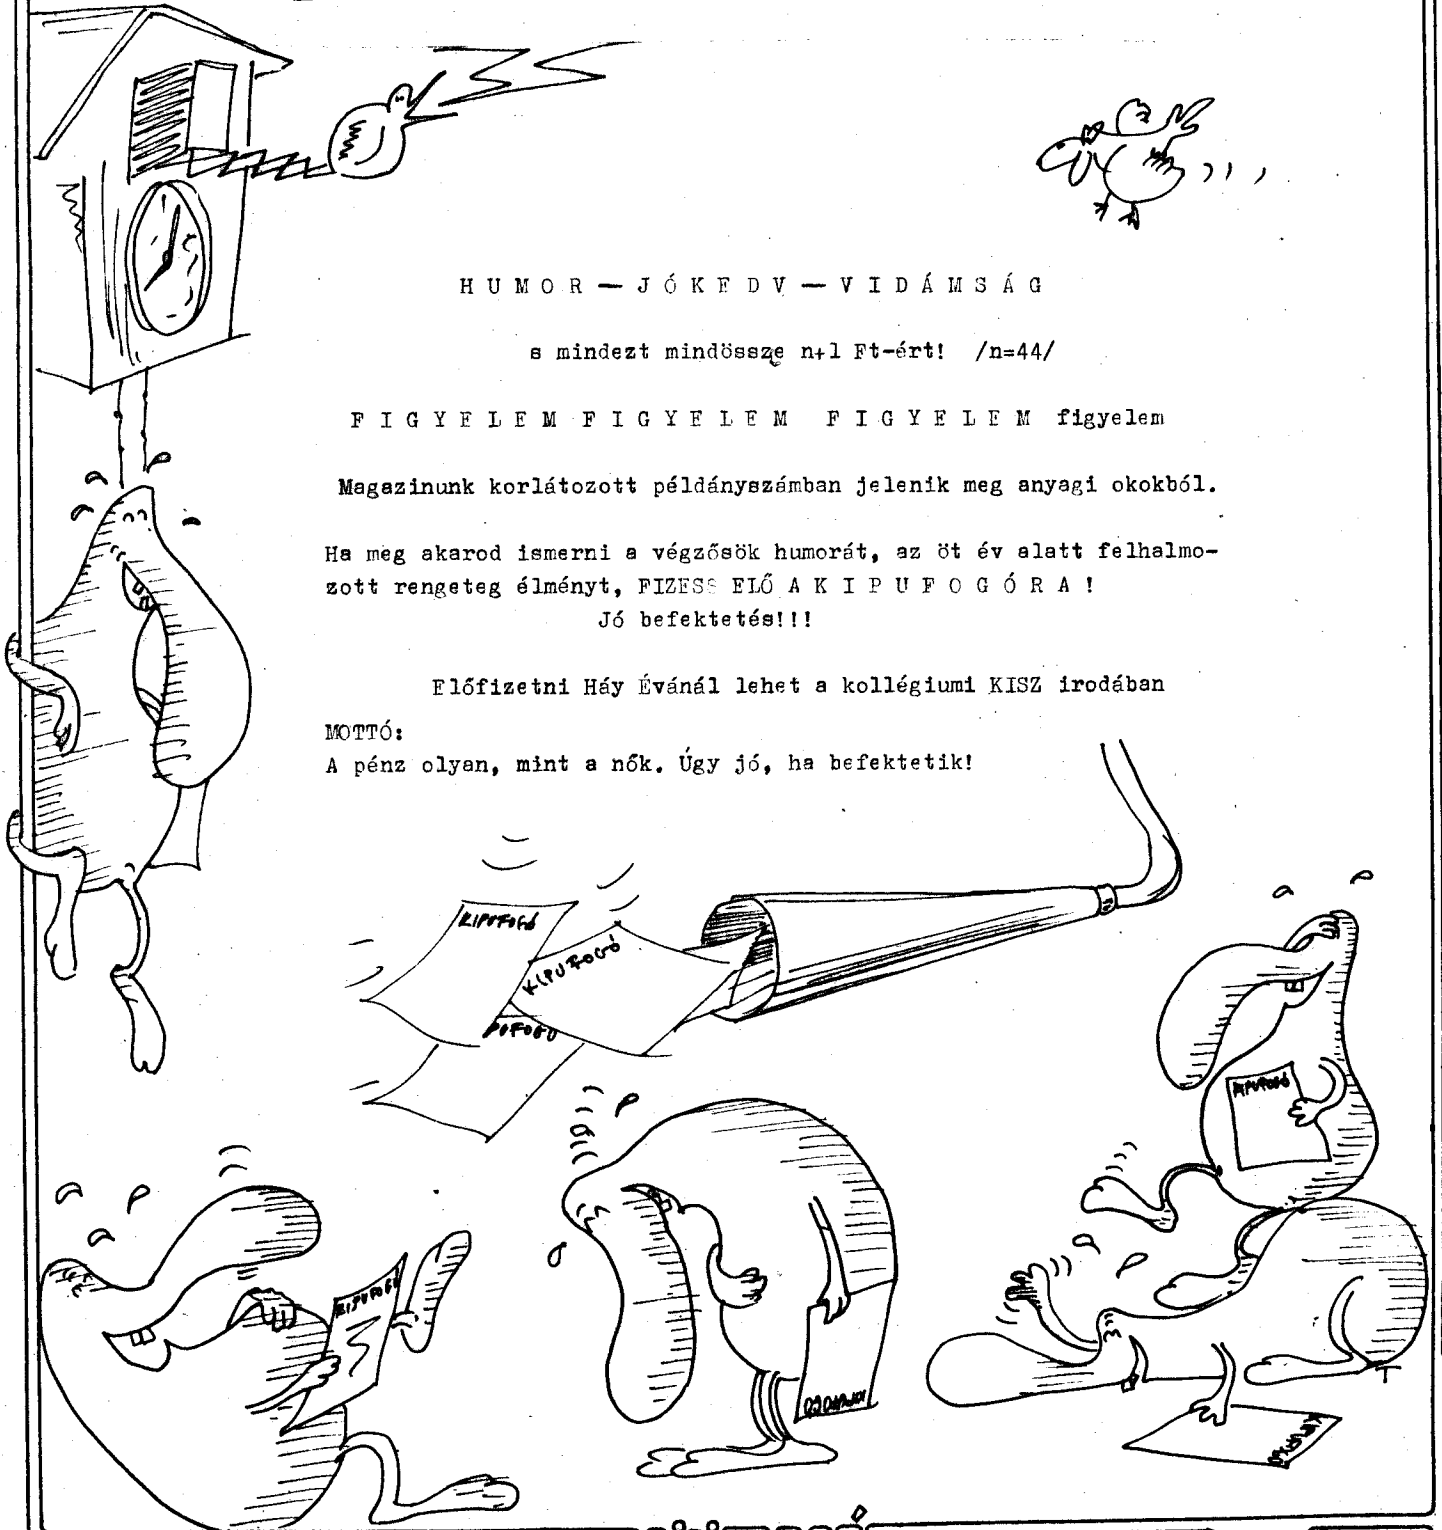 H U M O R — J Ó K E D V — V I D Á M S Á G
s mindezt mindössze n+1 Ft-ért! /n=44/
F I G Y E L E M F I G Y E L E M F I G Y E L E M figyelem
Magazinunk korlátozott példányszámban jelenik meg anyagi okokból.
Ha meg akarod ismerni a végzősök humorát, az öt év alatt felhalmo-
zott rengeteg élményt, FIZESS ELŐ A K I P U F O G Ó R A !
Jó befektetés!!!
Előfizetni Háy Évánál lehet a kollégiumi KISZ irodában
MOTTÓ:
A pénz olyan, mint a nők. Úgy jó, ha befektetik!
KIPUFOGÓ
KIPUFOGÓ
PUFOGÓ
KIPUFOGÓ
KIPUFOGÓ
KIPUFOGÓ